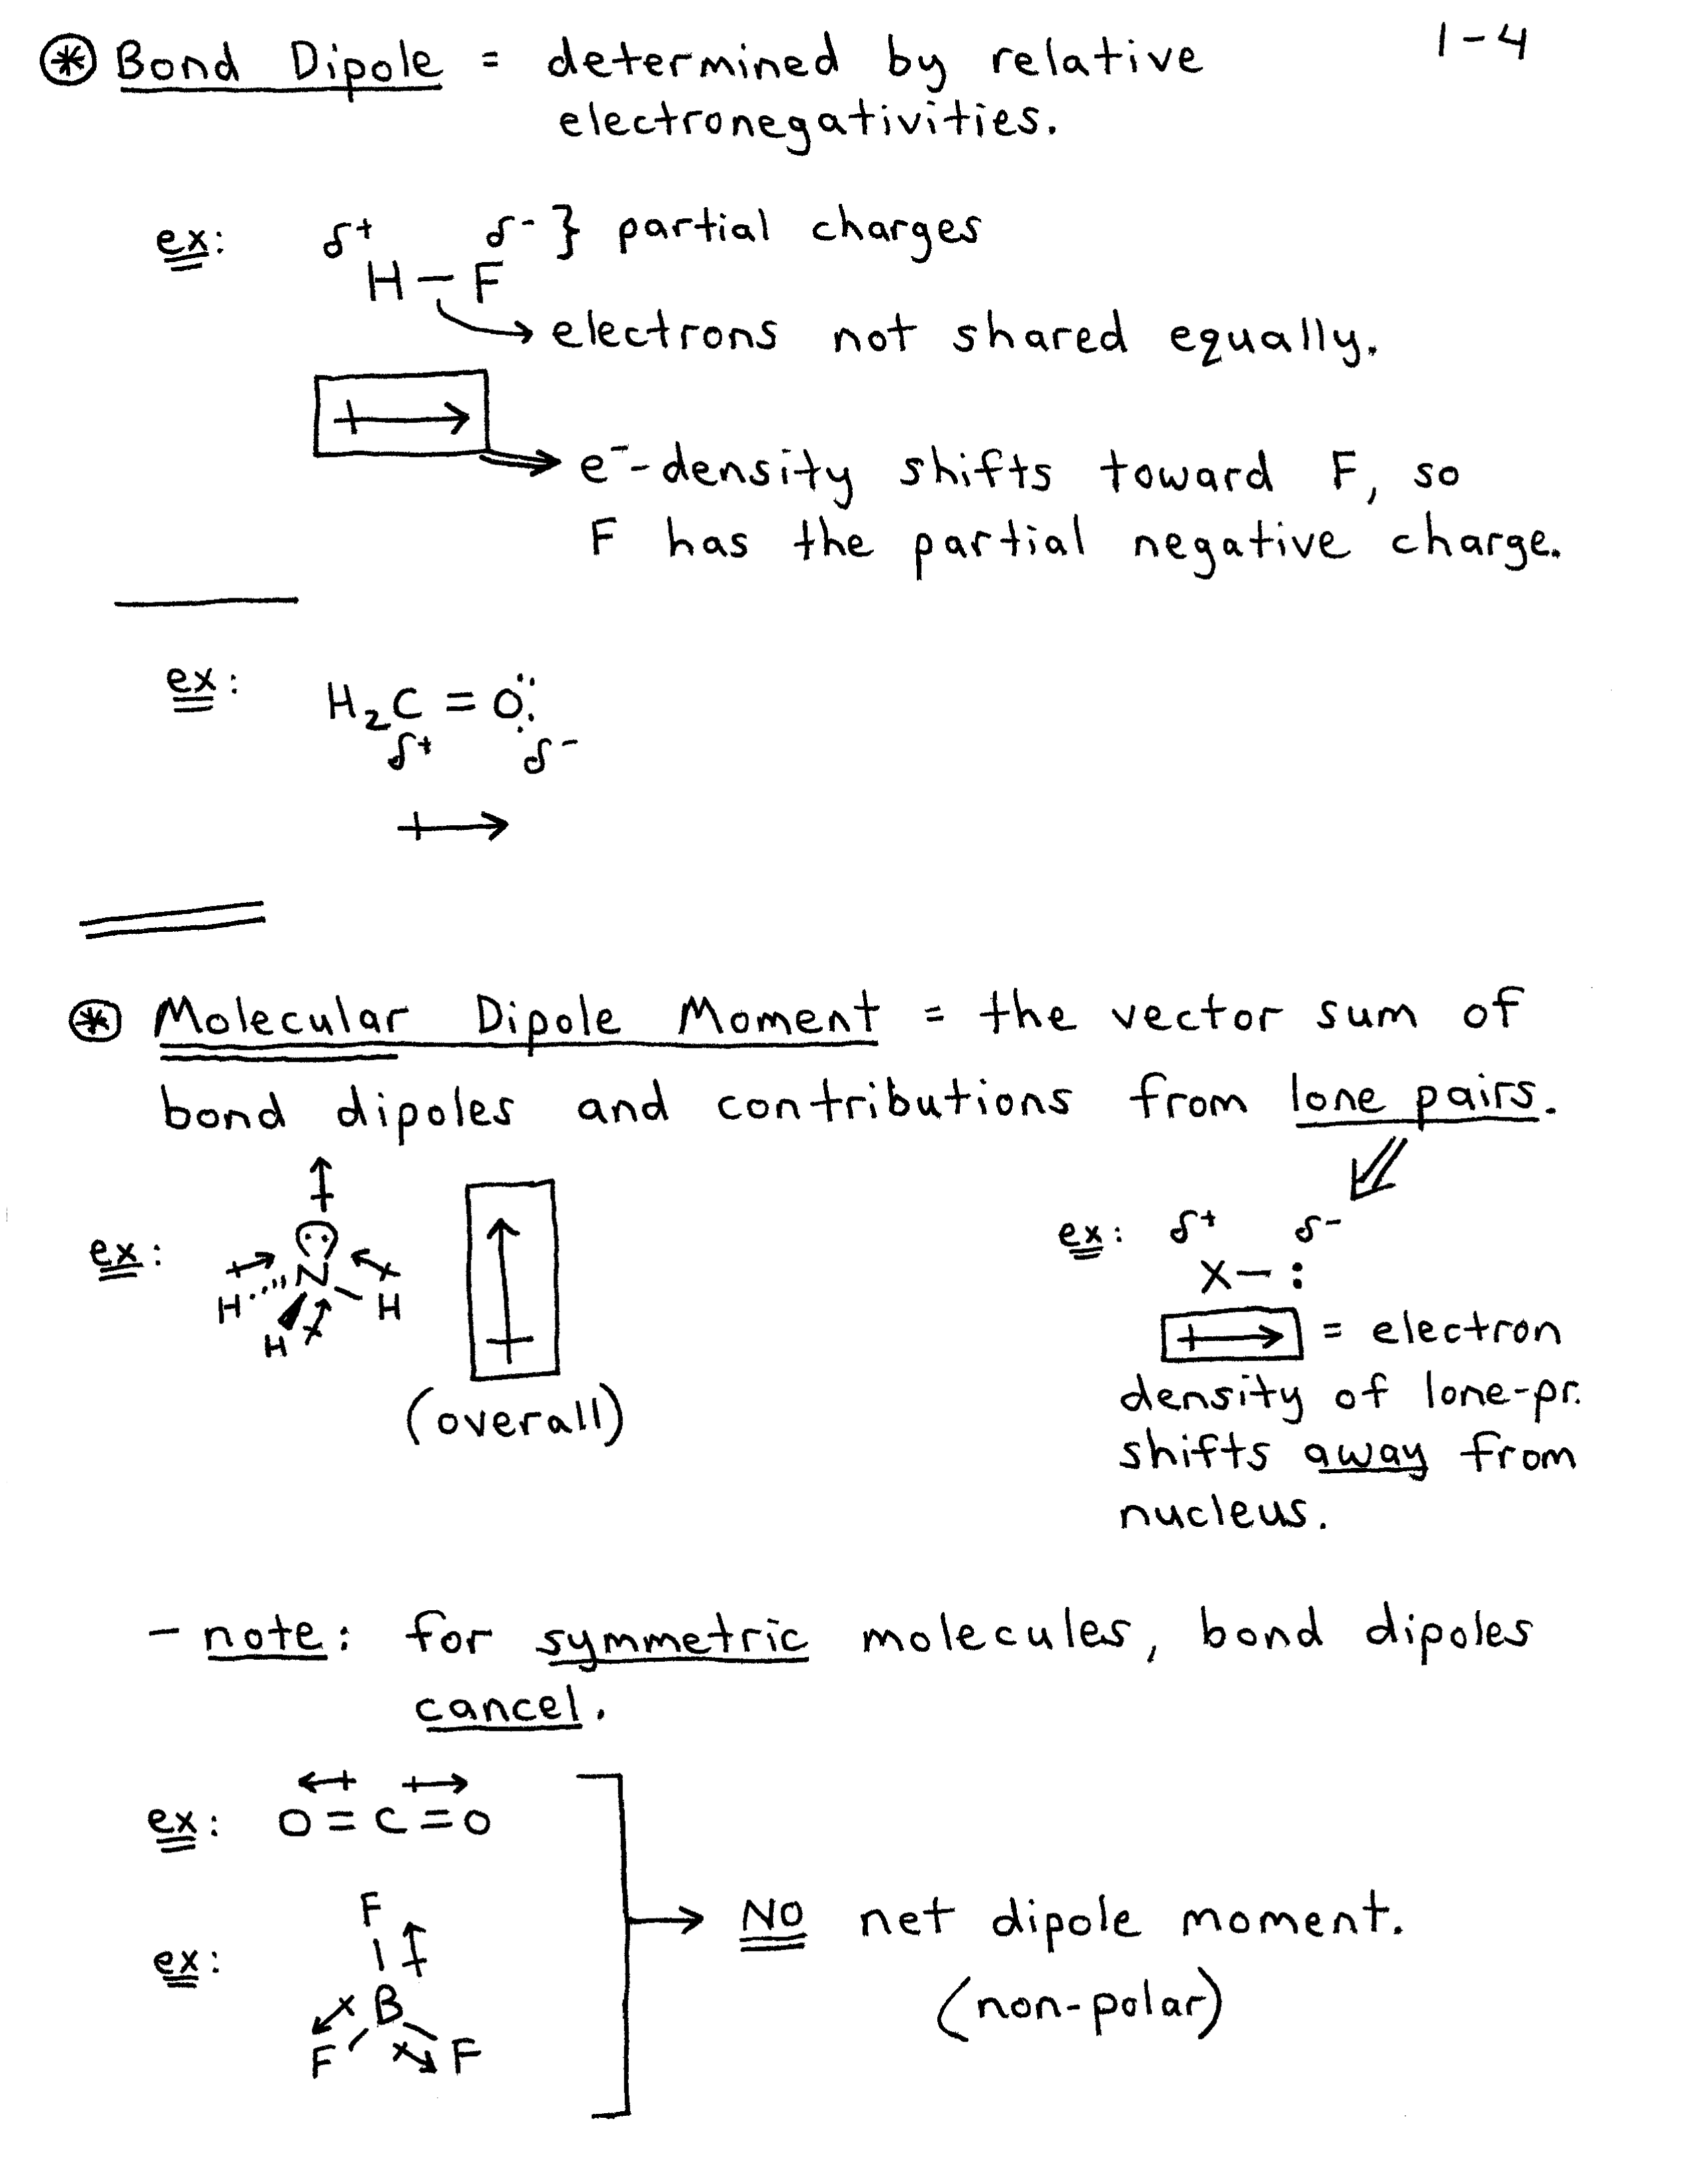 1-4
⊛ Bond Dipole = determined by relative
electronegativities.
ex: δ+ δ- } partial charges
H - F
→ electrons not shared equally.
e⁻-density shifts toward F, so
F has the partial negative charge.
ex: H₂C = O
δ+ δ-
⊛ Molecular Dipole Moment = the vector sum of
bond dipoles and contributions from lone pairs.
ex: N
H H
H
(overall)
ex: δ+ δ-
X- :
= electron
density of lone-pr.
shifts away from
nucleus.
- note: for symmetric molecules, bond dipoles
cancel.
ex: O = C = O
ex: F
B
F F
→ NO net dipole moment.
(non-polar)